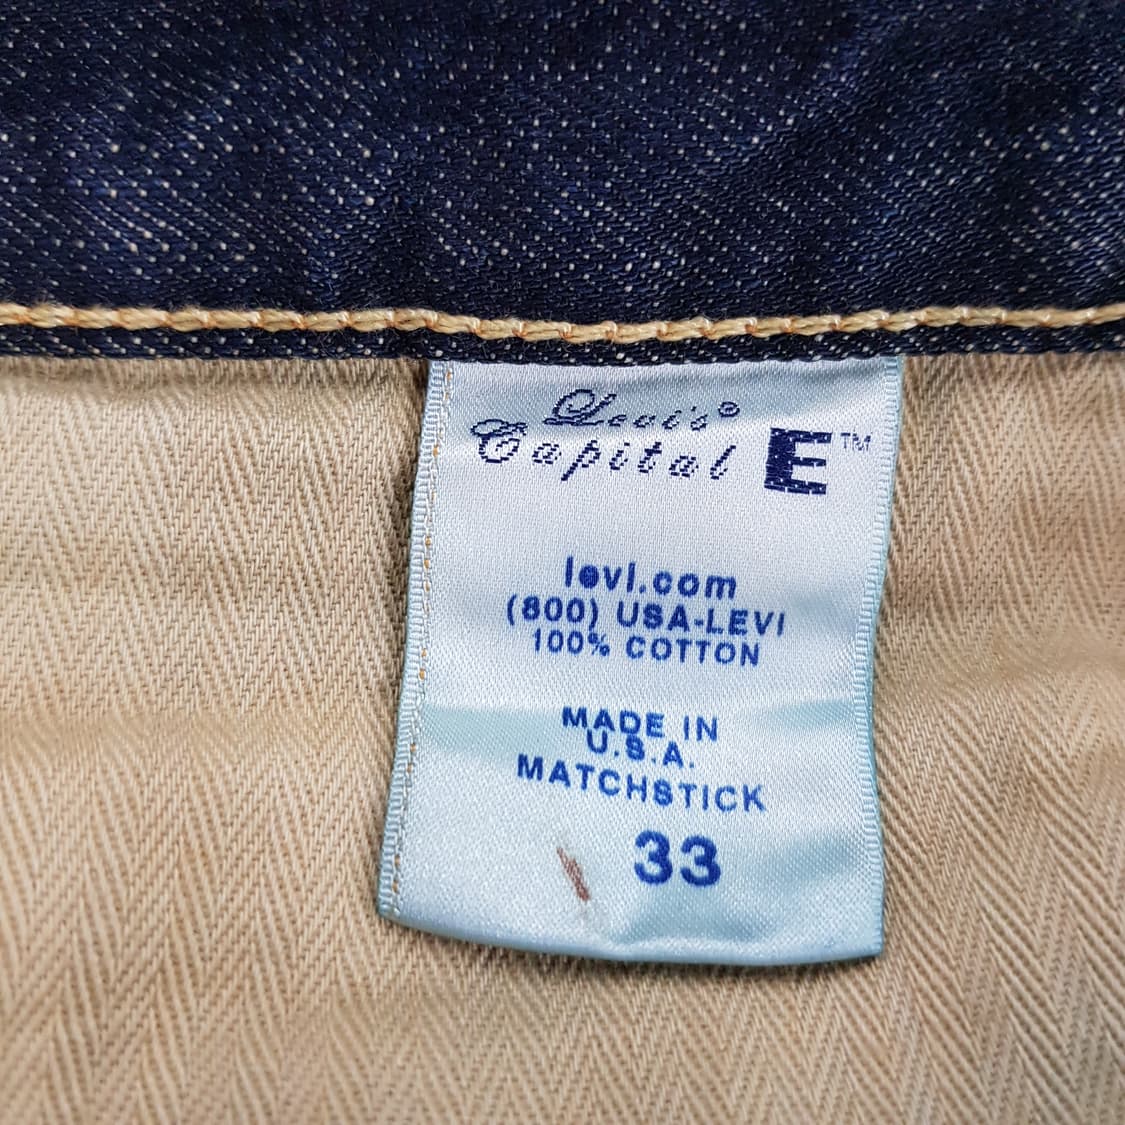 Levi's®
Capital E™
levi.com
(800) USA-LEVI
100% COTTON
MADE IN
U.S.A.
MATCHSTICK
33